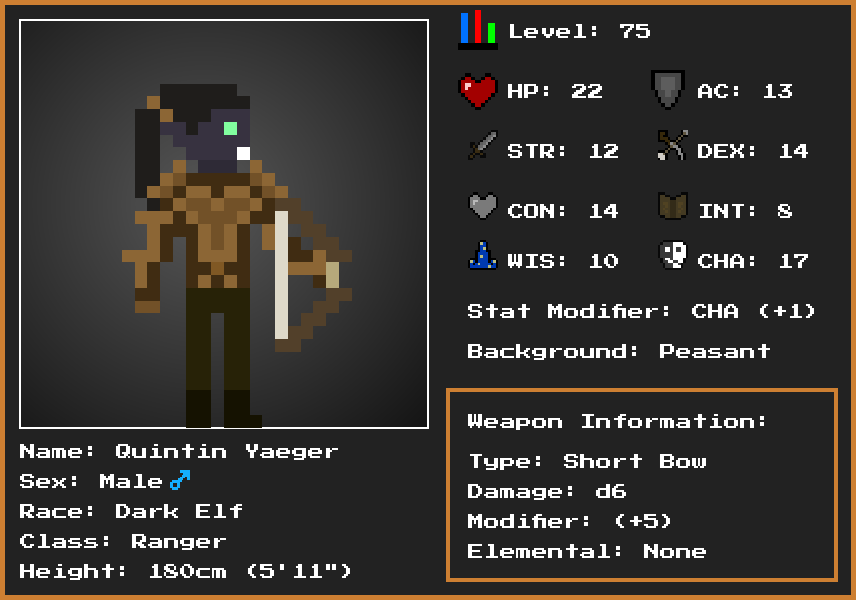 Level: 75
HP: 22
AC: 13
STR: 12
DEX: 14
CON: 14
INT: 8
WIS: 10
CHA: 17
Stat Modifier: CHA (+1)
Background: Peasant
Weapon Information:
Type: Short Bow
Damage: d6
Modifier: (+5)
Elemental: None
Name: Quintin Yaeger
Sex: Male♂
Race: Dark Elf
Class: Ranger
Height: 180cm (5'11")